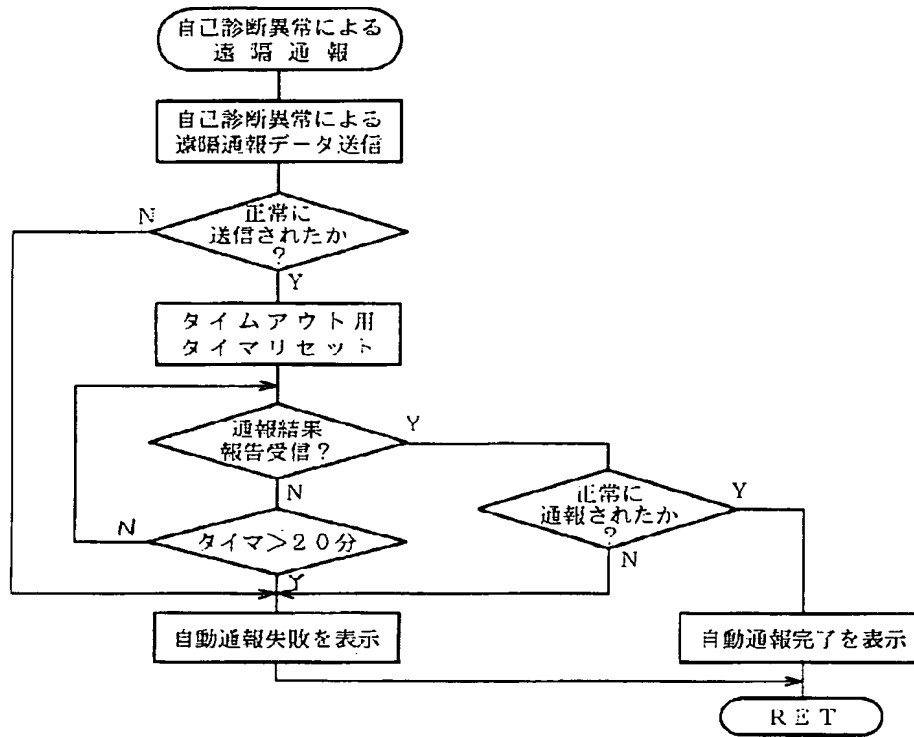 自己診断異常による
遠隔通報
自己診断異常による
遠隔通報データ送信
N
正常に
送信されたか
?
Y
タイムアウト用
タイマリセット
通報結果
報告受信?
Y
N
正常に
通報されたか
?
Y
N
N
タイマ>20分
Y
自動通報失敗を表示
自動通報完了を表示
RET